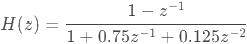 H(z) = \frac{1 - z^{-1}}{1 + 0.75z^{-1} + 0.125z^{-2}}